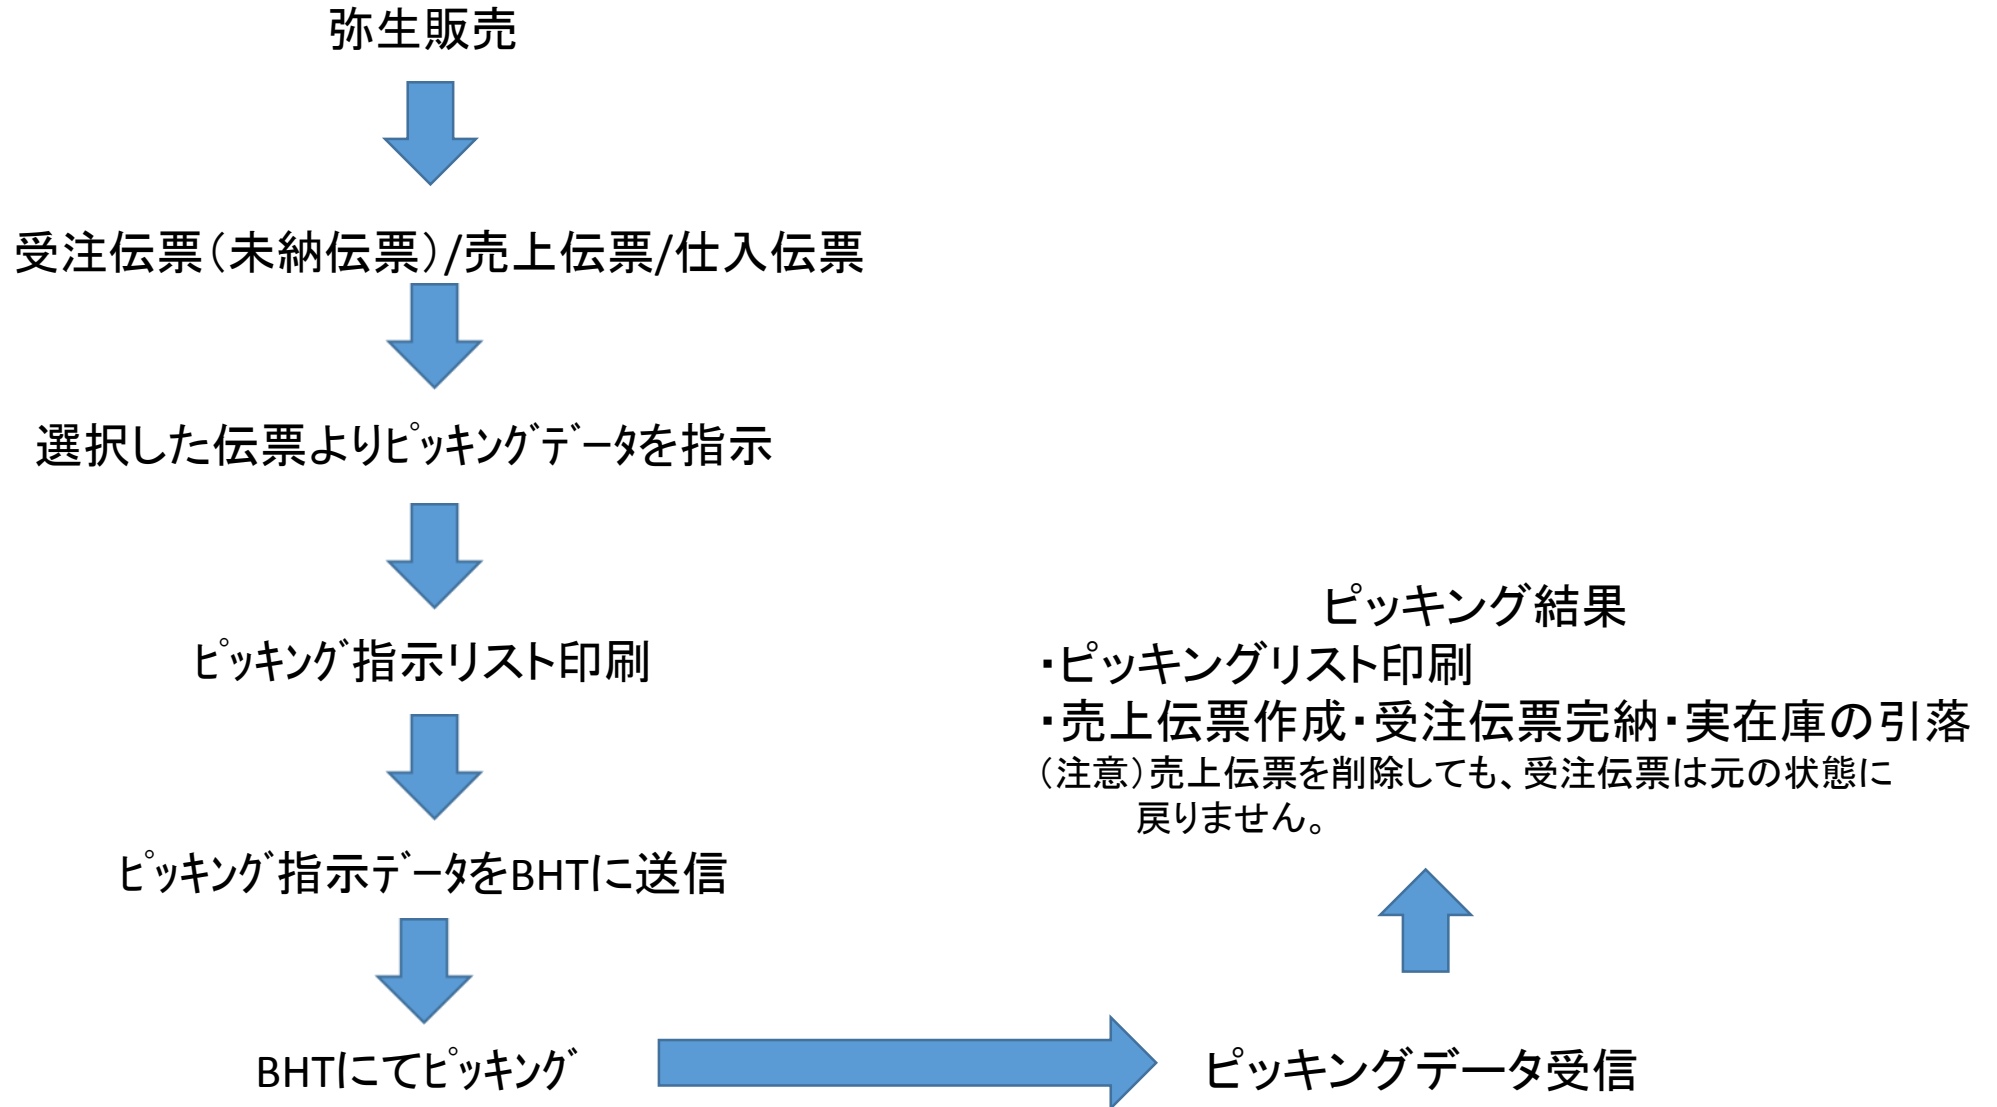 弥生販売
受注伝票(未納伝票)/売上伝票/仕入伝票
選択した伝票よりﾋﾟｯｷﾝｸﾞﾃﾞｰﾀを指示
ﾋﾟｯｷﾝｸﾞ指示リスト印刷
ﾋﾟｯｷﾝｸﾞ指示ﾃﾞｰﾀをBHTに送信
BHTにてﾋﾟｯｷﾝｸﾞ
ピッキングデータ受信
ピッキング結果
・ピッキングリスト印刷
・売上伝票作成・受注伝票完納・実在庫の引落
(注意)売上伝票を削除しても、受注伝票は元の状態に
戻りません。